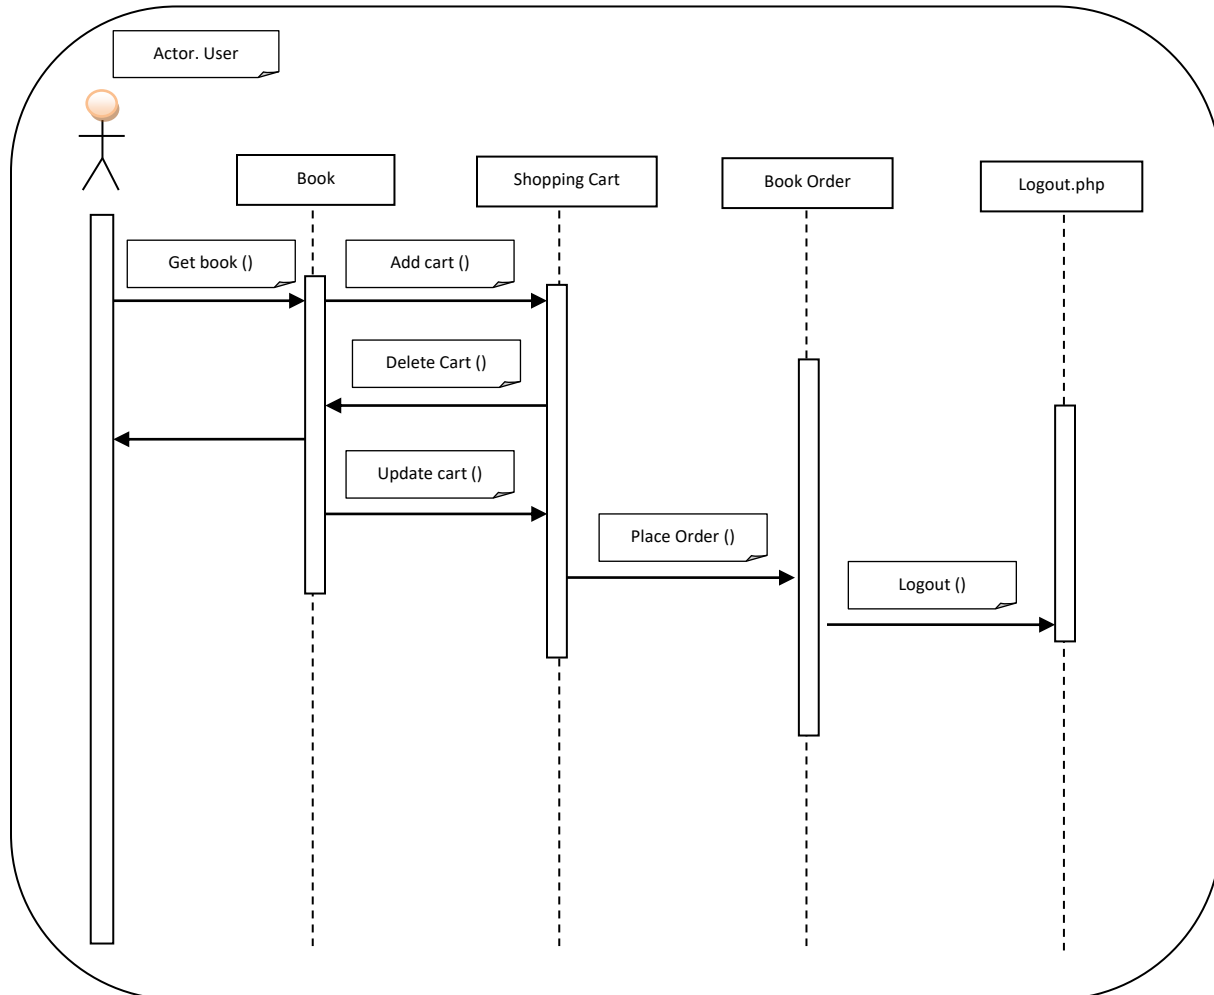 Actor. User
Book
Shopping Cart
Book Order
Logout.php
Get book ()
Add cart ()
Delete Cart ()
Update cart ()
Place Order ()
Logout ()